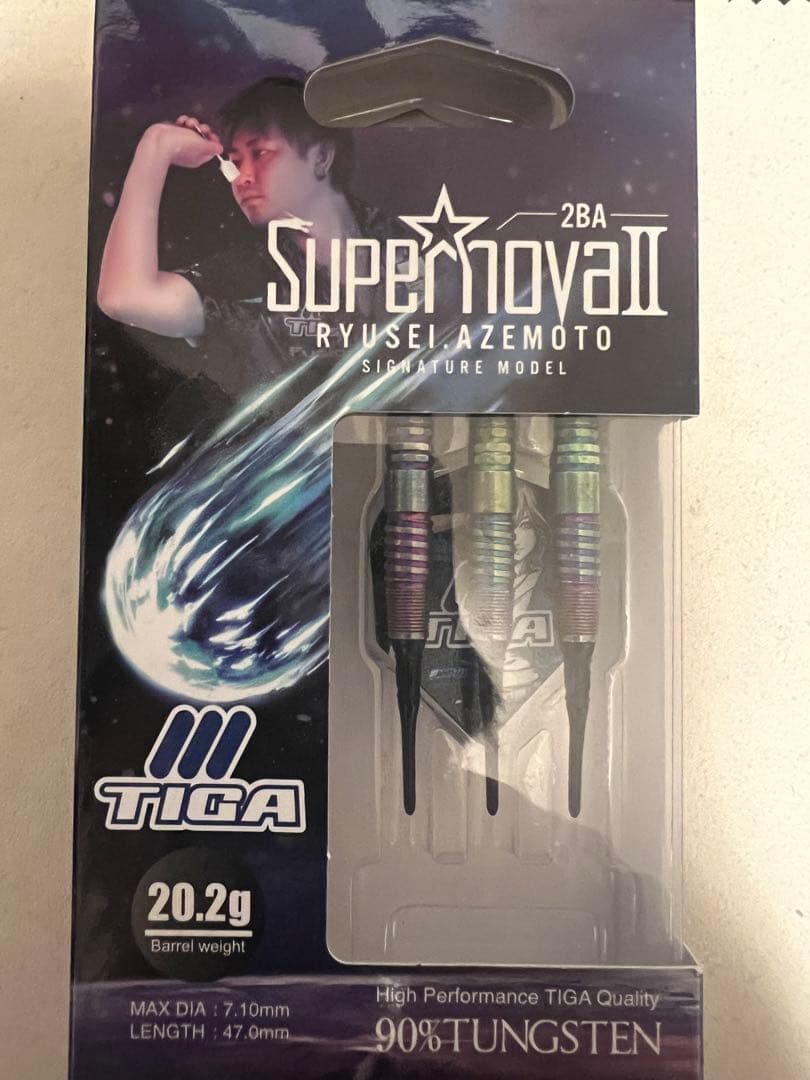 2BA
SupernovaII
RYUSEI.AZEMOTO
SIGNATURE MODEL
TIGA
TIGA
TIGA
20.2g
Barrel weight
MAX DIA : 7.10mm
LENGTH : 47.0mm
High Performance TIGA Quality
90%TUNGSTEN